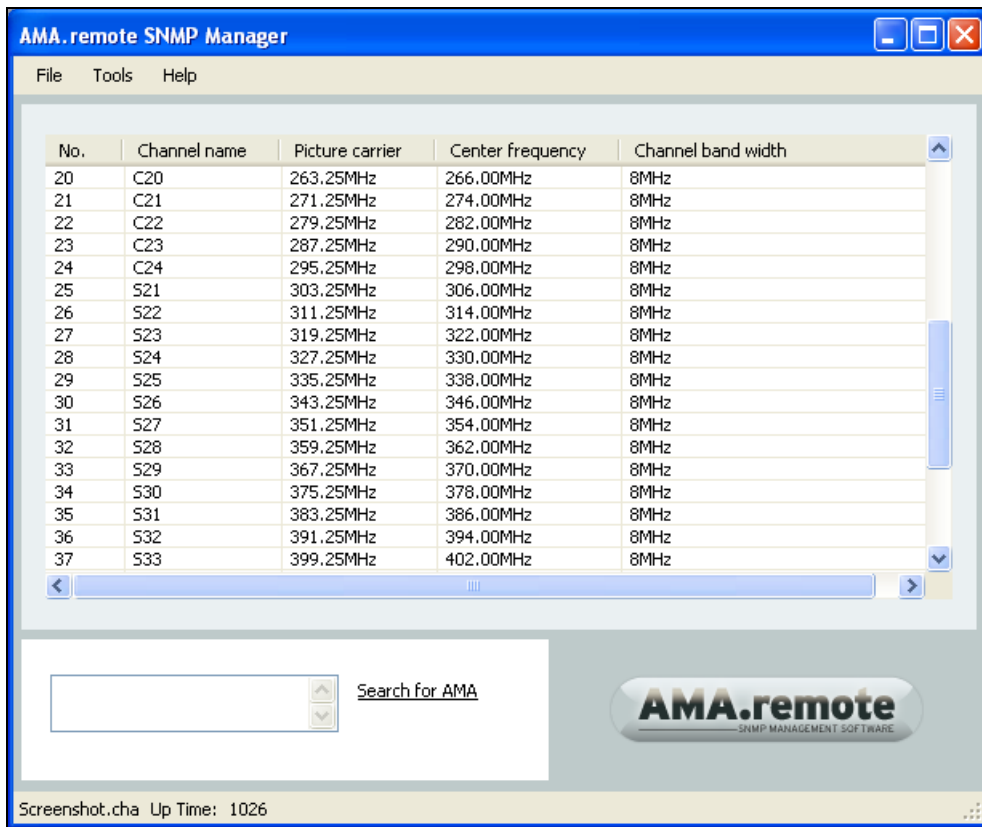 AMA.remote SNMP Manager
File Tools Help
No. Channel name Picture carrier Center frequency Channel band width
20 C20 263.25MHz 266.00MHz 8MHz
21 C21 271.25MHz 274.00MHz 8MHz
22 C22 279.25MHz 282.00MHz 8MHz
23 C23 287.25MHz 290.00MHz 8MHz
24 C24 295.25MHz 298.00MHz 8MHz
25 S21 303.25MHz 306.00MHz 8MHz
26 S22 311.25MHz 314.00MHz 8MHz
27 S23 319.25MHz 322.00MHz 8MHz
28 S24 327.25MHz 330.00MHz 8MHz
29 S25 335.25MHz 338.00MHz 8MHz
30 S26 343.25MHz 346.00MHz 8MHz
31 S27 351.25MHz 354.00MHz 8MHz
32 S28 359.25MHz 362.00MHz 8MHz
33 S29 367.25MHz 370.00MHz 8MHz
34 S30 375.25MHz 378.00MHz 8MHz
35 S31 383.25MHz 386.00MHz 8MHz
36 S32 391.25MHz 394.00MHz 8MHz
37 S33 399.25MHz 402.00MHz 8MHz
Search for AMA
AMA.remote
SNMP MANAGEMENT SOFTWARE
Screenshot.cha Up Time: 1026